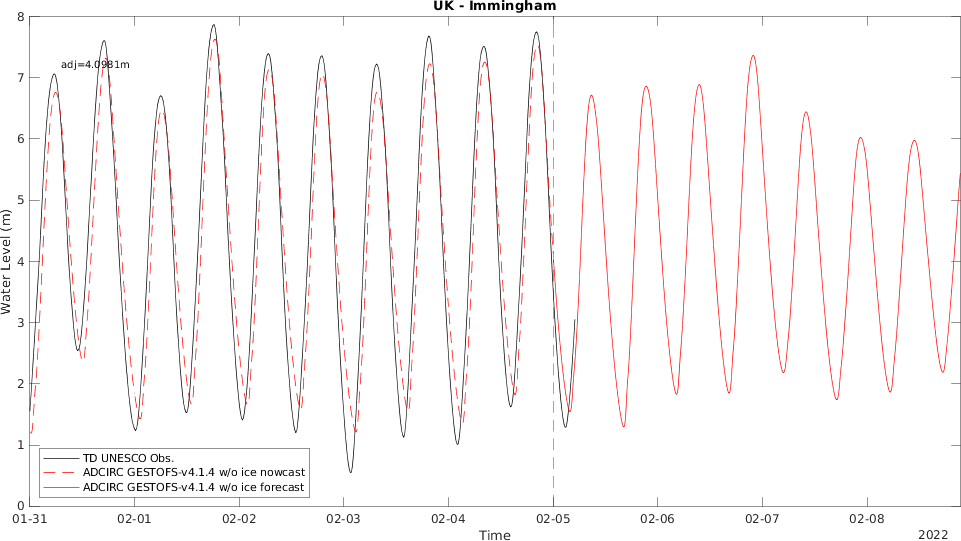 UK - Immingham
8
7
6
5
4
3
2
1
0
Water Level (m)
adj=4.0981m
TD UNESCO Obs.
ADCIRC GESTOFS-v4.1.4 w/o ice nowcast
ADCIRC GESTOFS-v4.1.4 w/o ice forecast
01-31 02-01 02-02 02-03 02-04 02-05 02-06 02-07 02-08
Time
2022